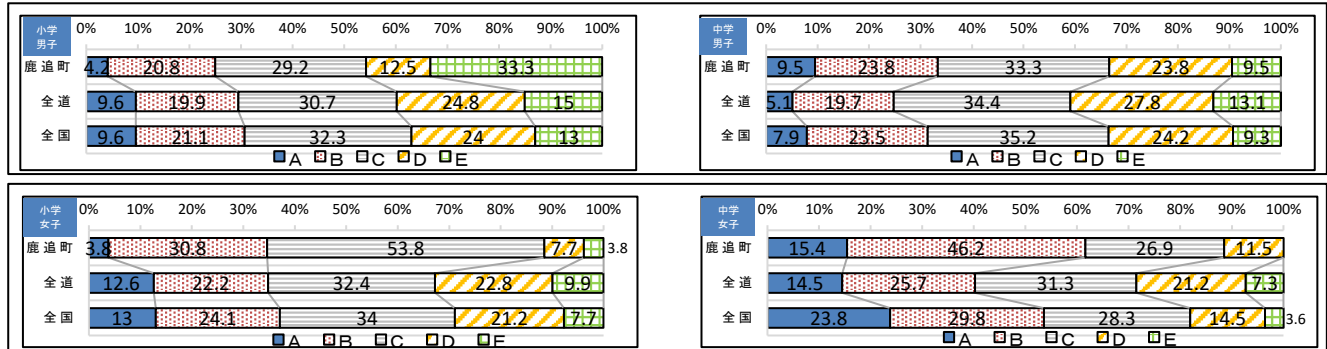 小学
男子
0% 10% 20% 30% 40% 50% 60% 70% 80% 90% 100%
鹿追町 4.2 20.8 29.2 12.5 33.3
全道 9.6 19.9 30.7 24.8 15
全国 9.6 21.1 32.3 24 13
A B C D E
中学
男子
0% 10% 20% 30% 40% 50% 60% 70% 80% 90% 100%
鹿追町 9.5 23.8 33.3 23.8 9.5
全道 5.1 19.7 34.4 27.8 13.1
全国 7.9 23.5 35.2 24.2 9.3
A B C D E
小学
女子
0% 10% 20% 30% 40% 50% 60% 70% 80% 90% 100%
鹿追町 3.8 30.8 53.8 7.7 3.8
全道 12.6 22.2 32.4 22.8 9.9
全国 13 24.1 34 21.2 7.7
A B C D E
中学
女子
0% 10% 20% 30% 40% 50% 60% 70% 80% 90% 100%
鹿追町 15.4 46.2 26.9 11.5
全道 14.5 25.7 31.3 21.2 7.3
全国 23.8 29.8 28.3 14.5 3.6
A B C D E